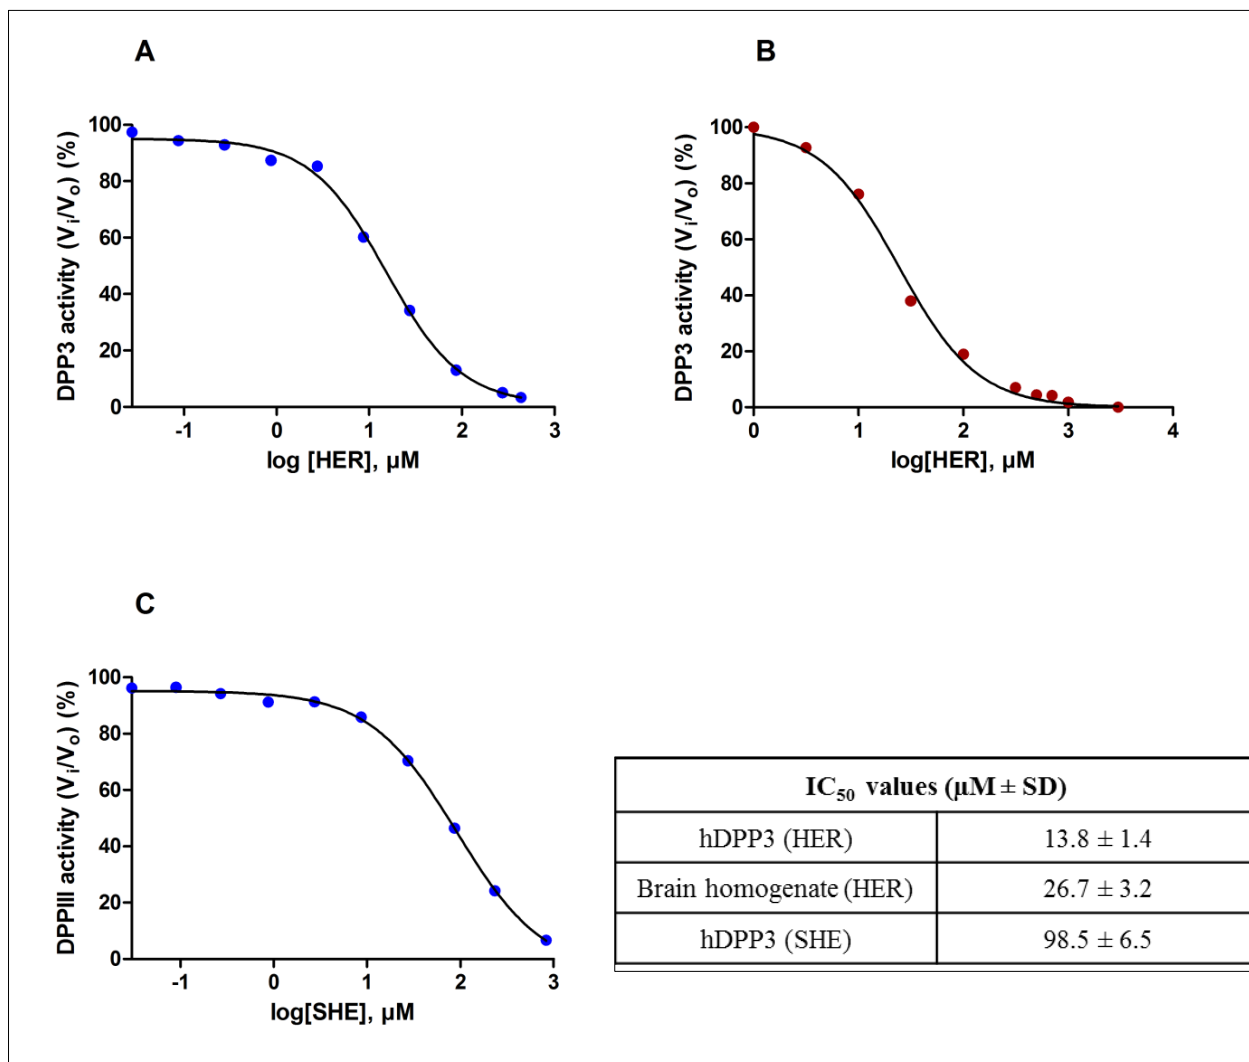 A
100
80
60
40
20
0
DPP3 activity (Vᵢ/Vₒ) (%)
-1 0 1 2 3
log [HER], µM
B
100
80
60
40
20
0
DPP3 activity (Vᵢ/Vₒ) (%)
0 1 2 3 4
log[HER], µM
C
100
80
60
40
20
0
DPPIII activity (Vᵢ/Vₒ) (%)
-1 0 1 2 3
log[SHE], µM
IC₅₀ values (µM ± SD)
hDPP3 (HER) 13.8 ± 1.4
Brain homogenate (HER) 26.7 ± 3.2
hDPP3 (SHE) 98.5 ± 6.5